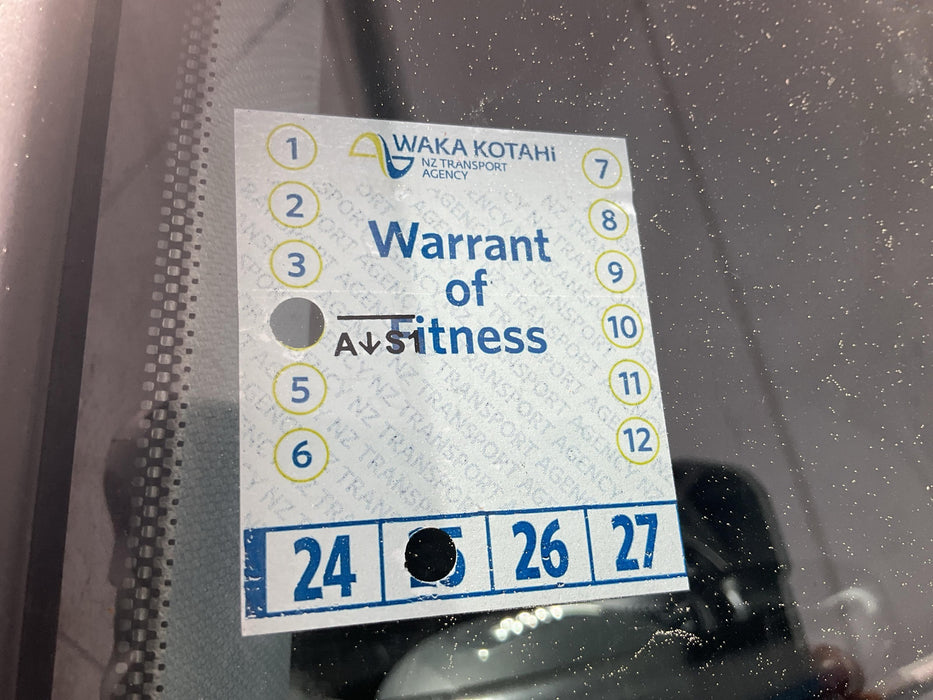 WAKA KOTAHI
NZ TRANSPORT
AGENCY
Warrant
of
Fitness
A↓S1
1
2
3
5
6
7
8
9
10
11
12
24
26
27